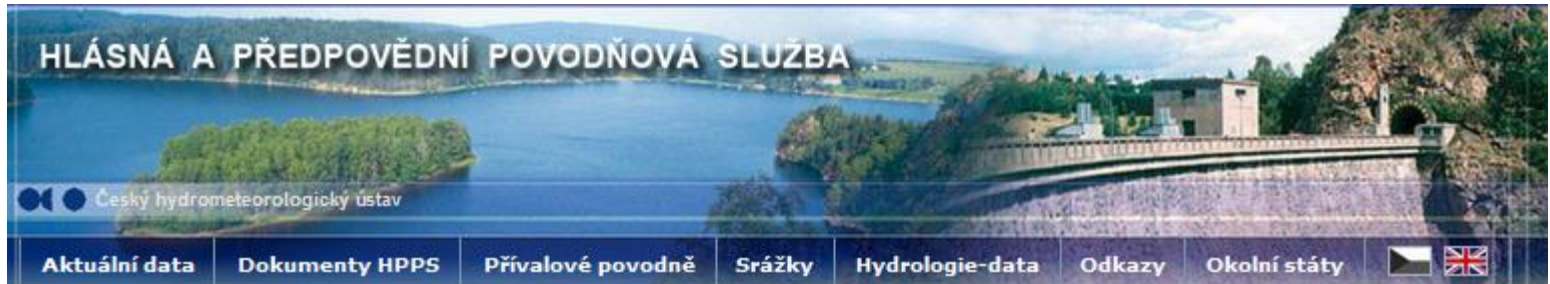 HLÁSNÁ A PŘEDPOVĚDNÍ POVODŇOVÁ SLUŽBA
Český hydrometeorologický ústav
Aktuální data Dokumenty HPPS Přívalové povodně Srážky Hydrologie-data Odkazy Okolní státy